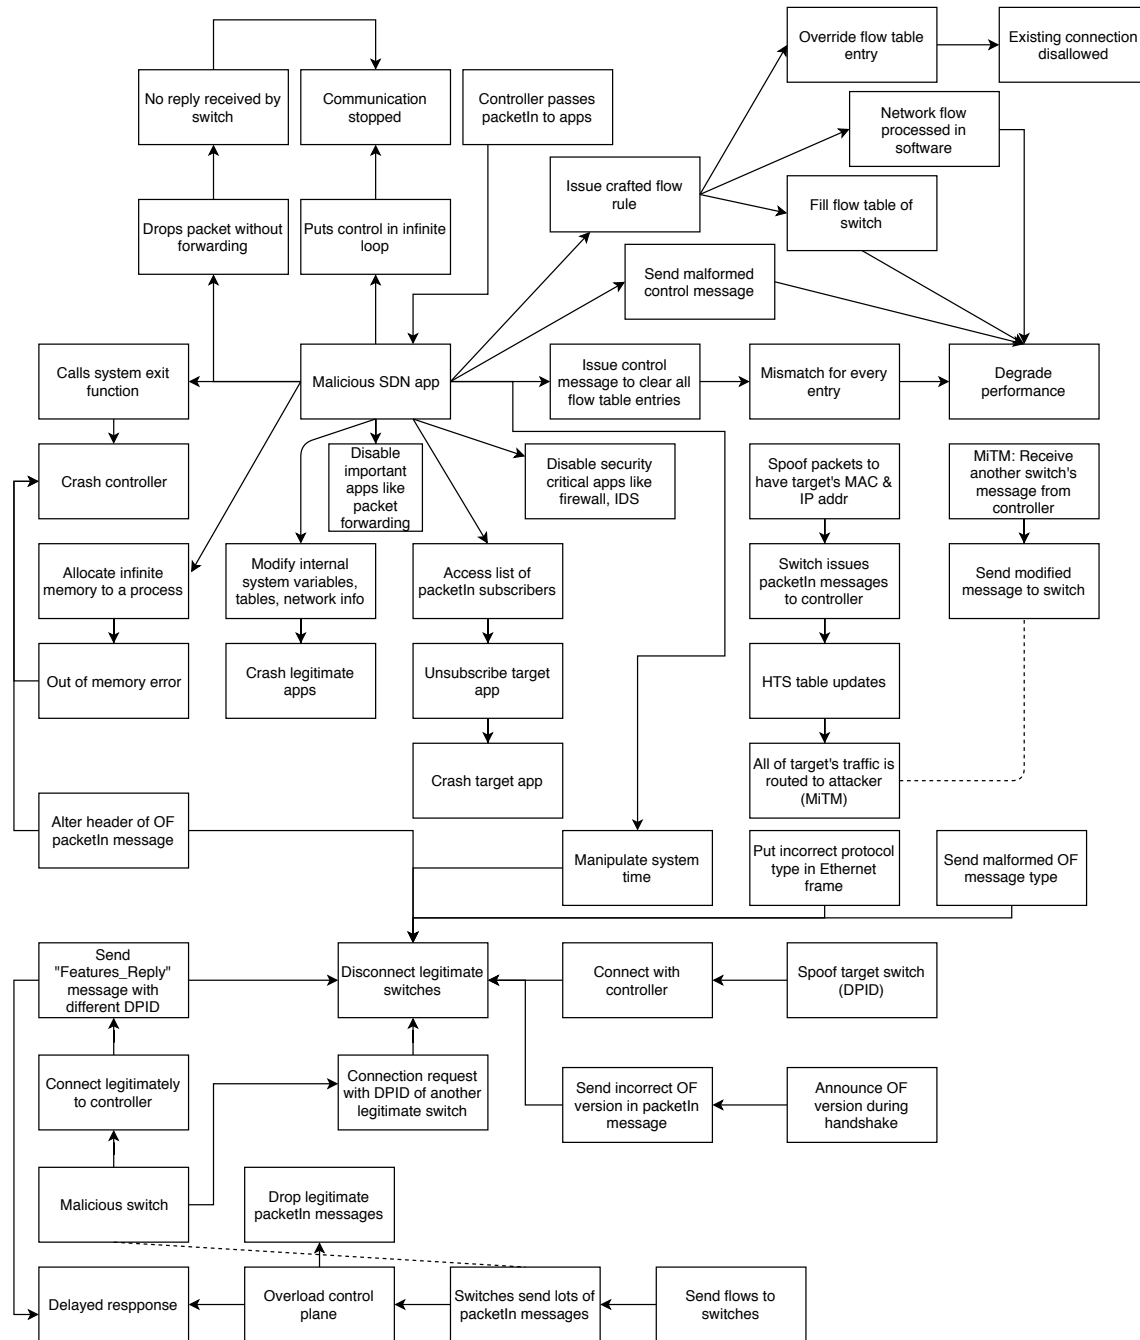 Override flow table
entry
Existing connection
disallowed
No reply received by
switch
Communication
stopped
Controller passes
packetIn to apps
Network flow
processed in
software
Issue crafted flow
rule
Fill flow table of
switch
Drops packet without
forwarding
Puts control in infinite
loop
Send malformed
control message
Calls system exit
function
Malicious SDN app
Issue control
message to clear all
flow table entries
Mismatch for every
entry
Degrade
performance
Crash controller
Disable
important
apps like
packet
forwarding
Disable security
critical apps like
firewall, IDS
Spoof packets to
have target's MAC &
IP addr
MiTM: Receive
another switch's
message from
controller
Allocate infinite
memory to a process
Modify internal
system variables,
tables, network info
Access list of
packetIn subscribers
Switch issues
packetIn messages
to controller
Send modified
message to switch
Out of memory error
Crash legitimate
apps
Unsubscribe target
app
HTS table updates
Crash target app
All of target's traffic is
routed to attacker
(MiTM)
Alter header of OF
packetIn message
Manipulate system
time
Put incorrect protocol
type in Ethernet
frame
Send malformed OF
message type
Send
"Features_Reply"
message with
different DPID
Disconnect legitimate
switches
Connect with
controller
Spoof target switch
(DPID)
Connect legitimately
to controller
Connection request
with DPID of another
legitimate switch
Send incorrect OF
version in packetIn
message
Announce OF
version during
handshake
Malicious switch
Drop legitimate
packetIn messages
Delayed respponse
Overload control
plane
Switches send lots of
packetIn messages
Send flows to
switches